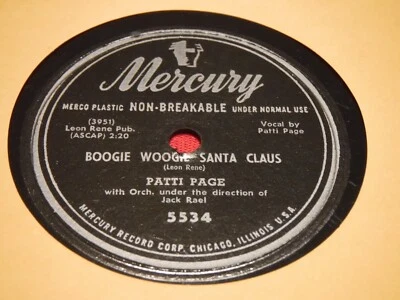 Mercury
MERCO PLASTIC NON-BREAKABLE UNDER NORMAL USE
(3951)
Leon Rene Pub.
(ASCAP) 2:20
Vocal by
Patti Page
BOOGIE WOOGIE SANTA CLAUS
(Leon Rene)
PATTI PAGE
with Orch. under the direction of
Jack Rael
5534
MERCURY RECORD CORP. CHICAGO, ILLINOIS U.S.A.